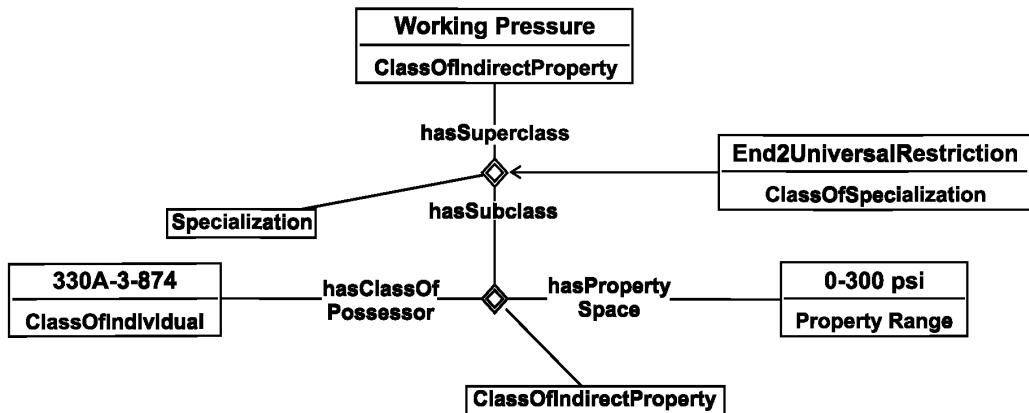 Working Pressure
ClassOfIndirectProperty
hasSuperclass
End2UniversalRestriction
ClassOfSpecialization
Specialization
hasSubclass
330A-3-874
ClassOfIndividual
hasClassOf
Possessor
hasProperty
Space
0-300 psi
Property Range
ClassOfIndirectProperty